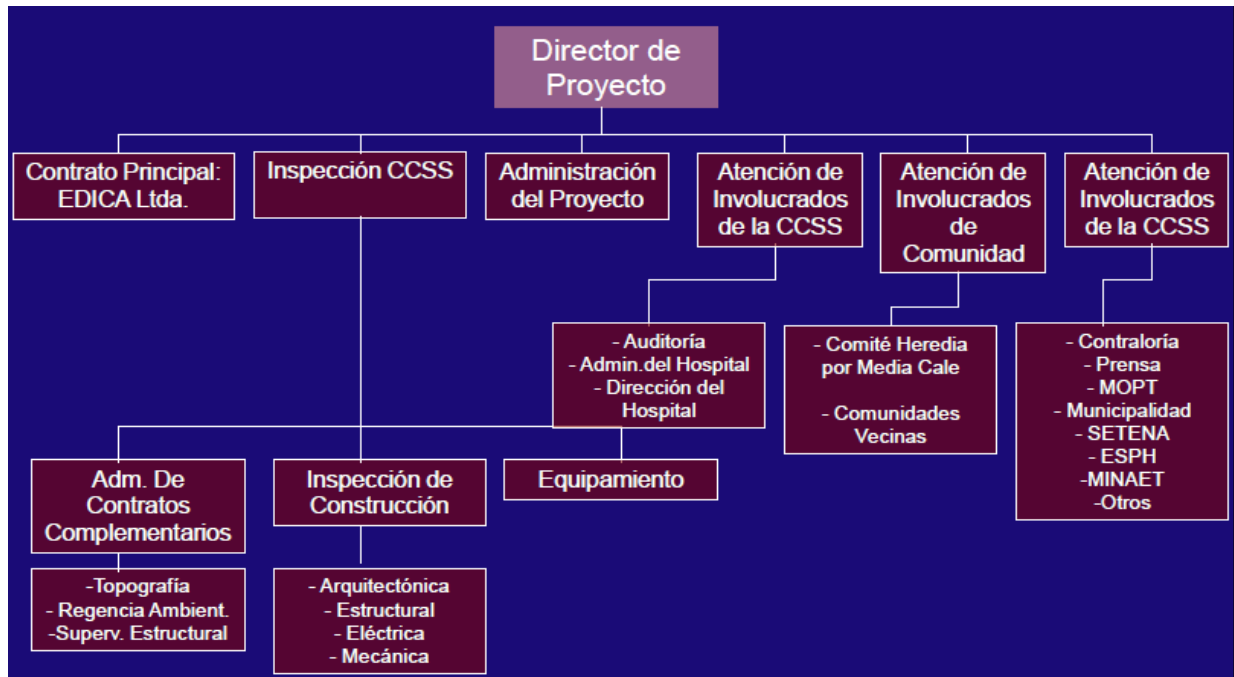 Director de
Proyecto
Contrato Principal:
EDICA Ltda.
Inspección CCSS
Administración
del Proyecto
Atención de
Involucrados
de la CCSS
Atención de
Involucrados
de
Comunidad
Atención de
Involucrados
de la CCSS
- Auditoría
- Admin.del Hospital
- Dirección del
Hospital
- Comité Heredia
por Media Cale
- Comunidades
Vecinas
- Contraloría
- Prensa
- MOPT
- Municipalidad
- SETENA
- ESPH
-MINAET
-Otros
Adm. De
Contratos
Complementarios
Inspección de
Construcción
Equipamiento
-Topografía
- Regencia Ambient.
-Superv. Estructural
- Arquitectónica
- Estructural
- Eléctrica
- Mecánica